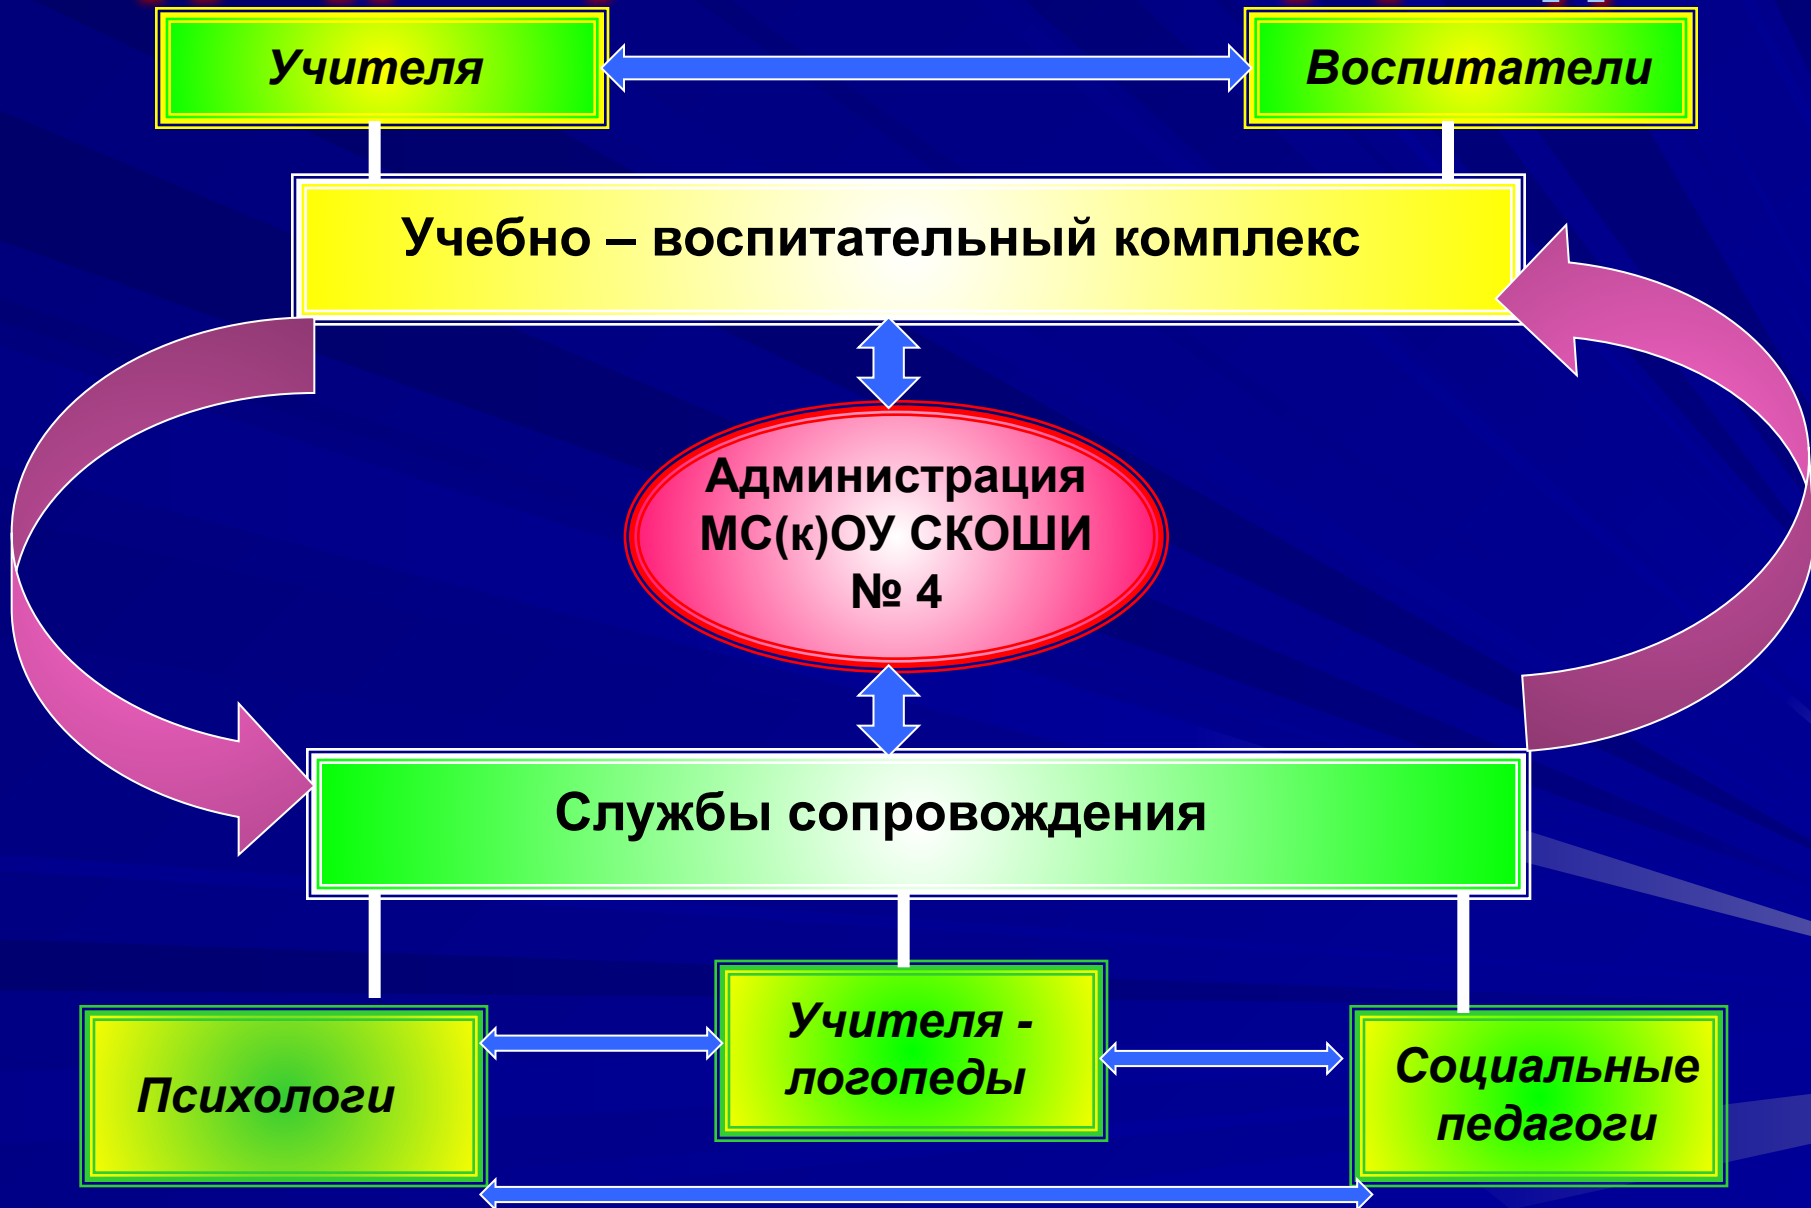 Учителя
Воспитатели
Учебно – воспитательный комплекс
Администрация
МС(к)ОУ СКОШИ
№ 4
Службы сопровождения
Психологи
Учителя -
логопеды
Социальные
педагоги